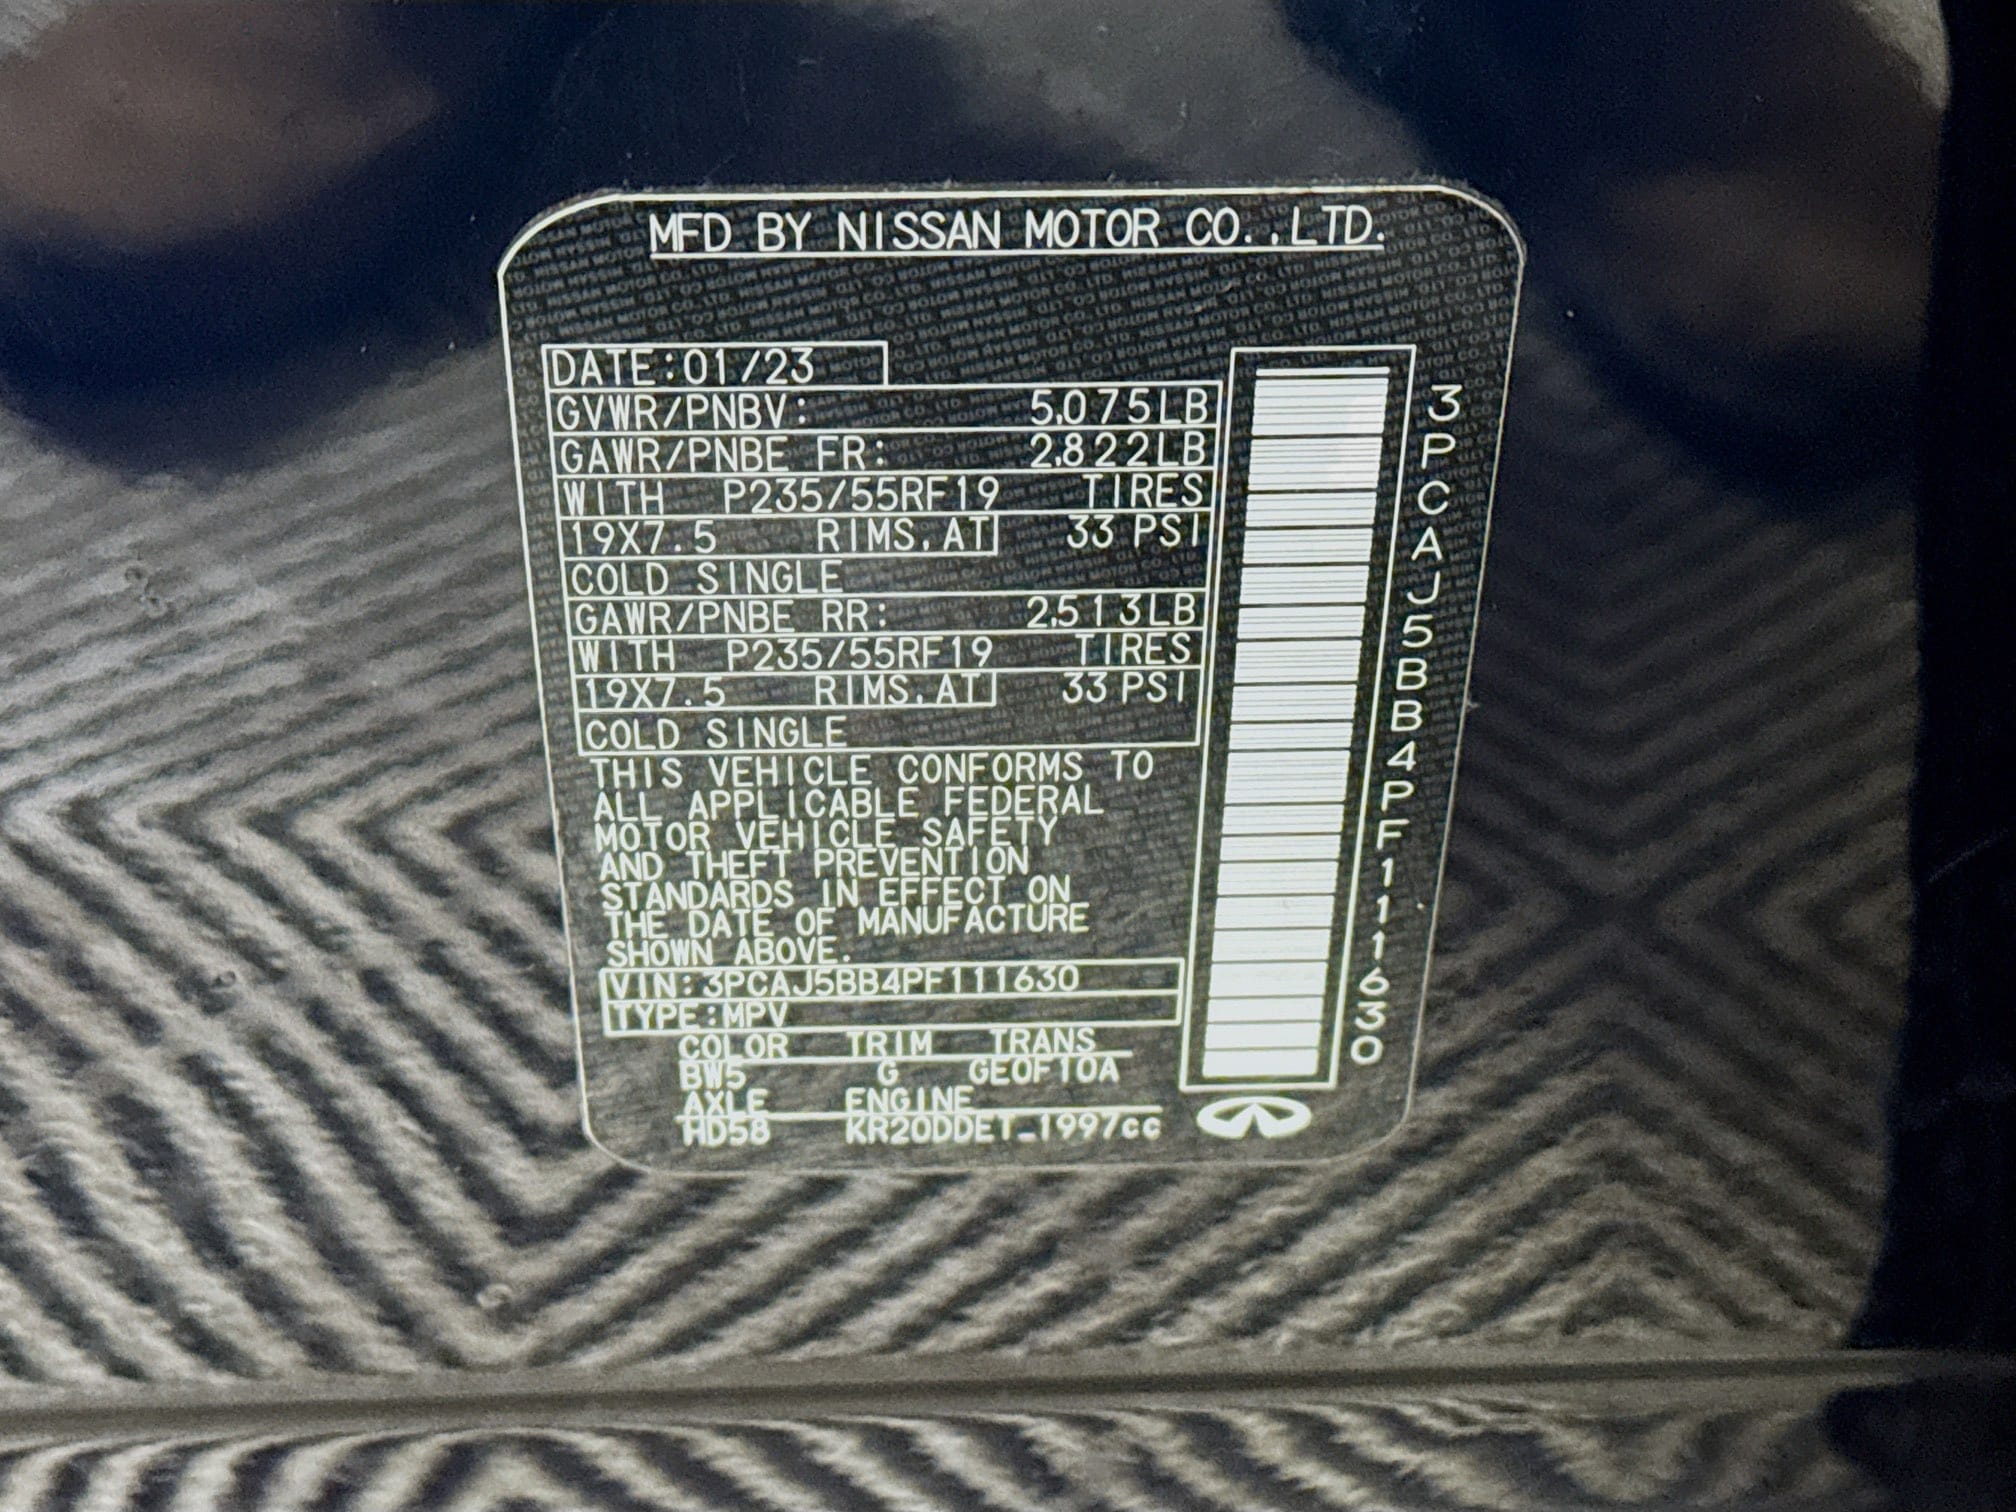 MFD BY NISSAN MOTOR CO.,LTD.
DATE:01/23
GVWR/PNBV: 5,075LB
GAWR/PNBE FR: 2,822LB
WITH P235/55RF19 TIRES
19X7.5 RIMS,AT 33 PSI
COLD SINGLE
GAWR/PNBE RR: 2,513LB
WITH P235/55RF19 TIRES
19X7.5 RIMS,AT 33 PSI
COLD SINGLE
THIS VEHICLE CONFORMS TO
ALL APPLICABLE FEDERAL
MOTOR VEHICLE SAFETY
AND THEFT PREVENTION
STANDARDS IN EFFECT ON
THE DATE OF MANUFACTURE
SHOWN ABOVE.
VIN:3PCAJ5BB4PF111630
TYPE:MPV
COLOR TRIM TRANS
BW5 G GE0F10A
AXLE ENGINE
HD58 KR20DDET_1997cc
3PCAJ5BB4PF111630